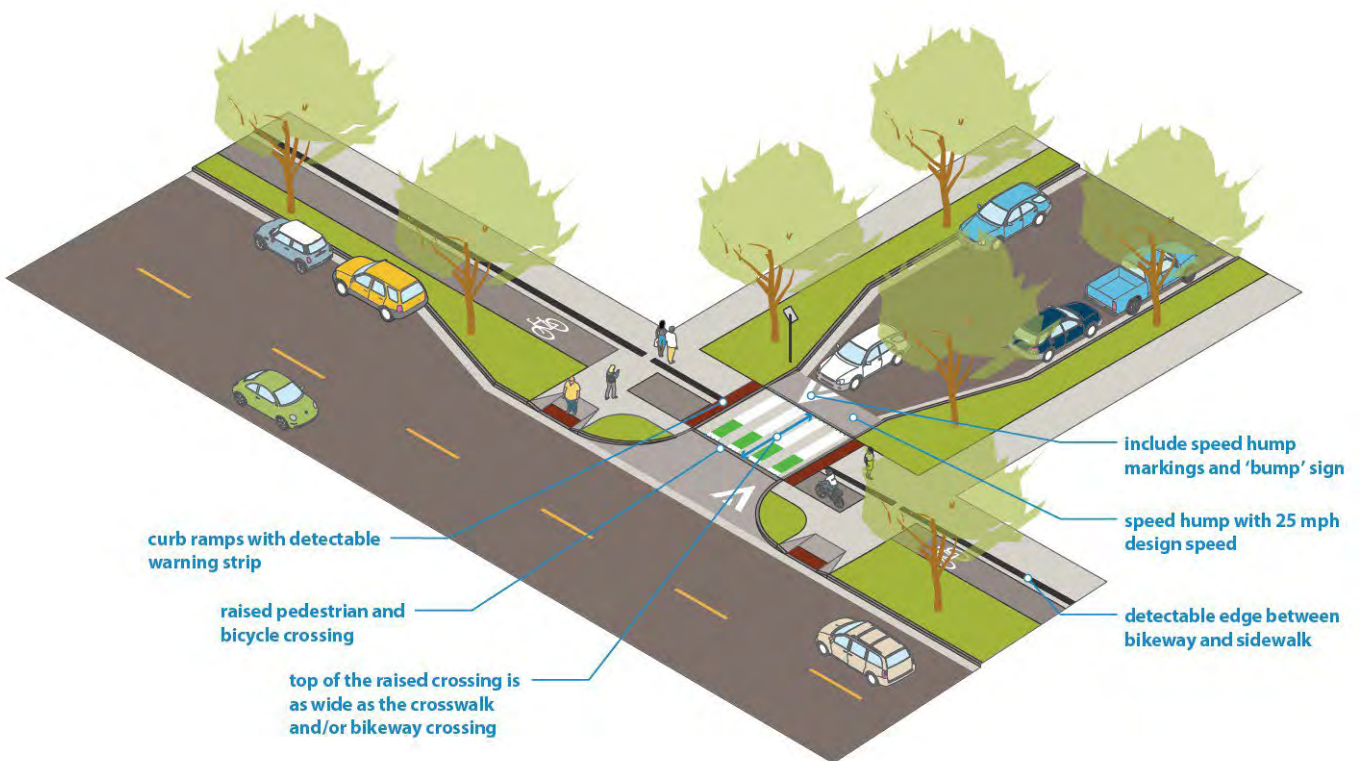 include speed hump
markings and ‘bump’ sign
speed hump with 25 mph
design speed
curb ramps with detectable
warning strip
raised pedestrian and
bicycle crossing
detectable edge between
bikeway and sidewalk
top of the raised crossing is
as wide as the crosswalk
and/or bikeway crossing